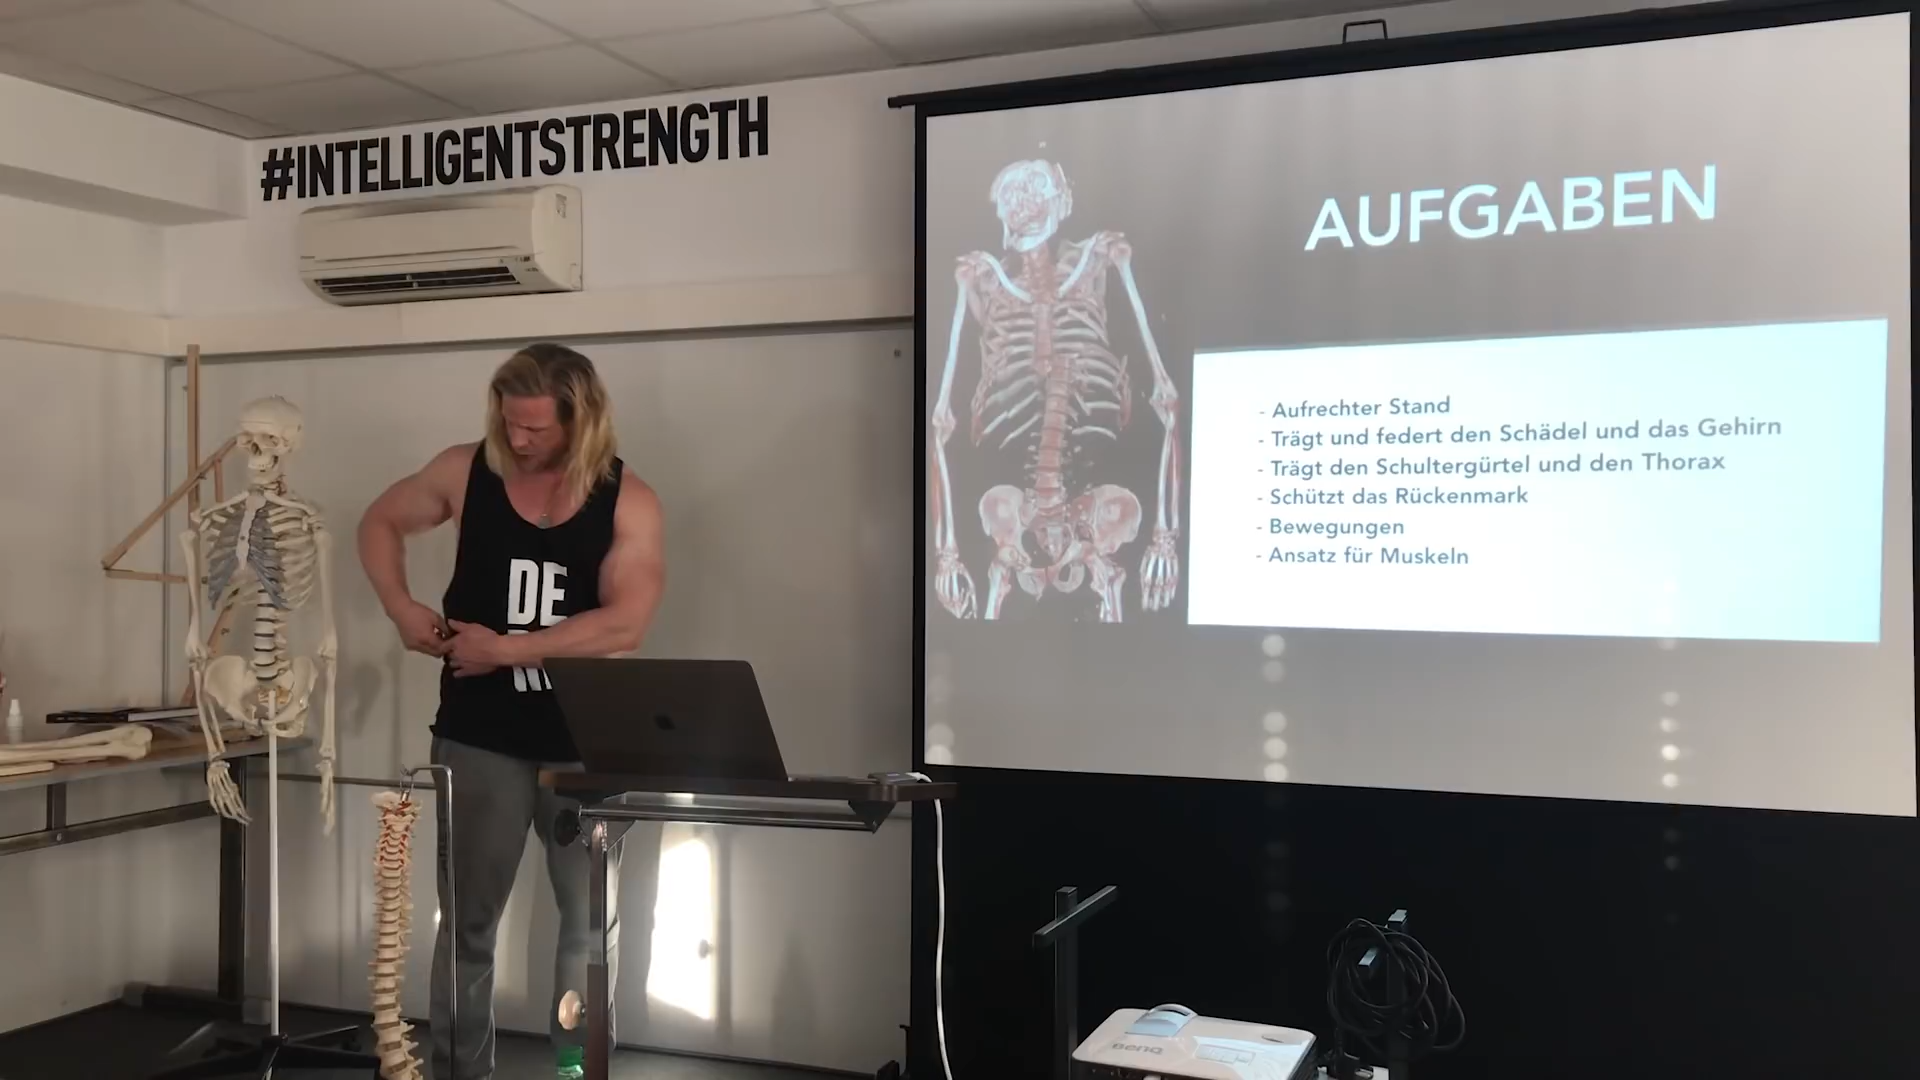 #INTELLIGENTSTRENGTH
AUFGABEN
- Aufrechter Stand
- Trägt und federt den Schädel und das Gehirn
- Trägt den Schultergürtel und den Thorax
- Schützt das Rückenmark
- Bewegungen
- Ansatz für Muskeln
DE
BenQ